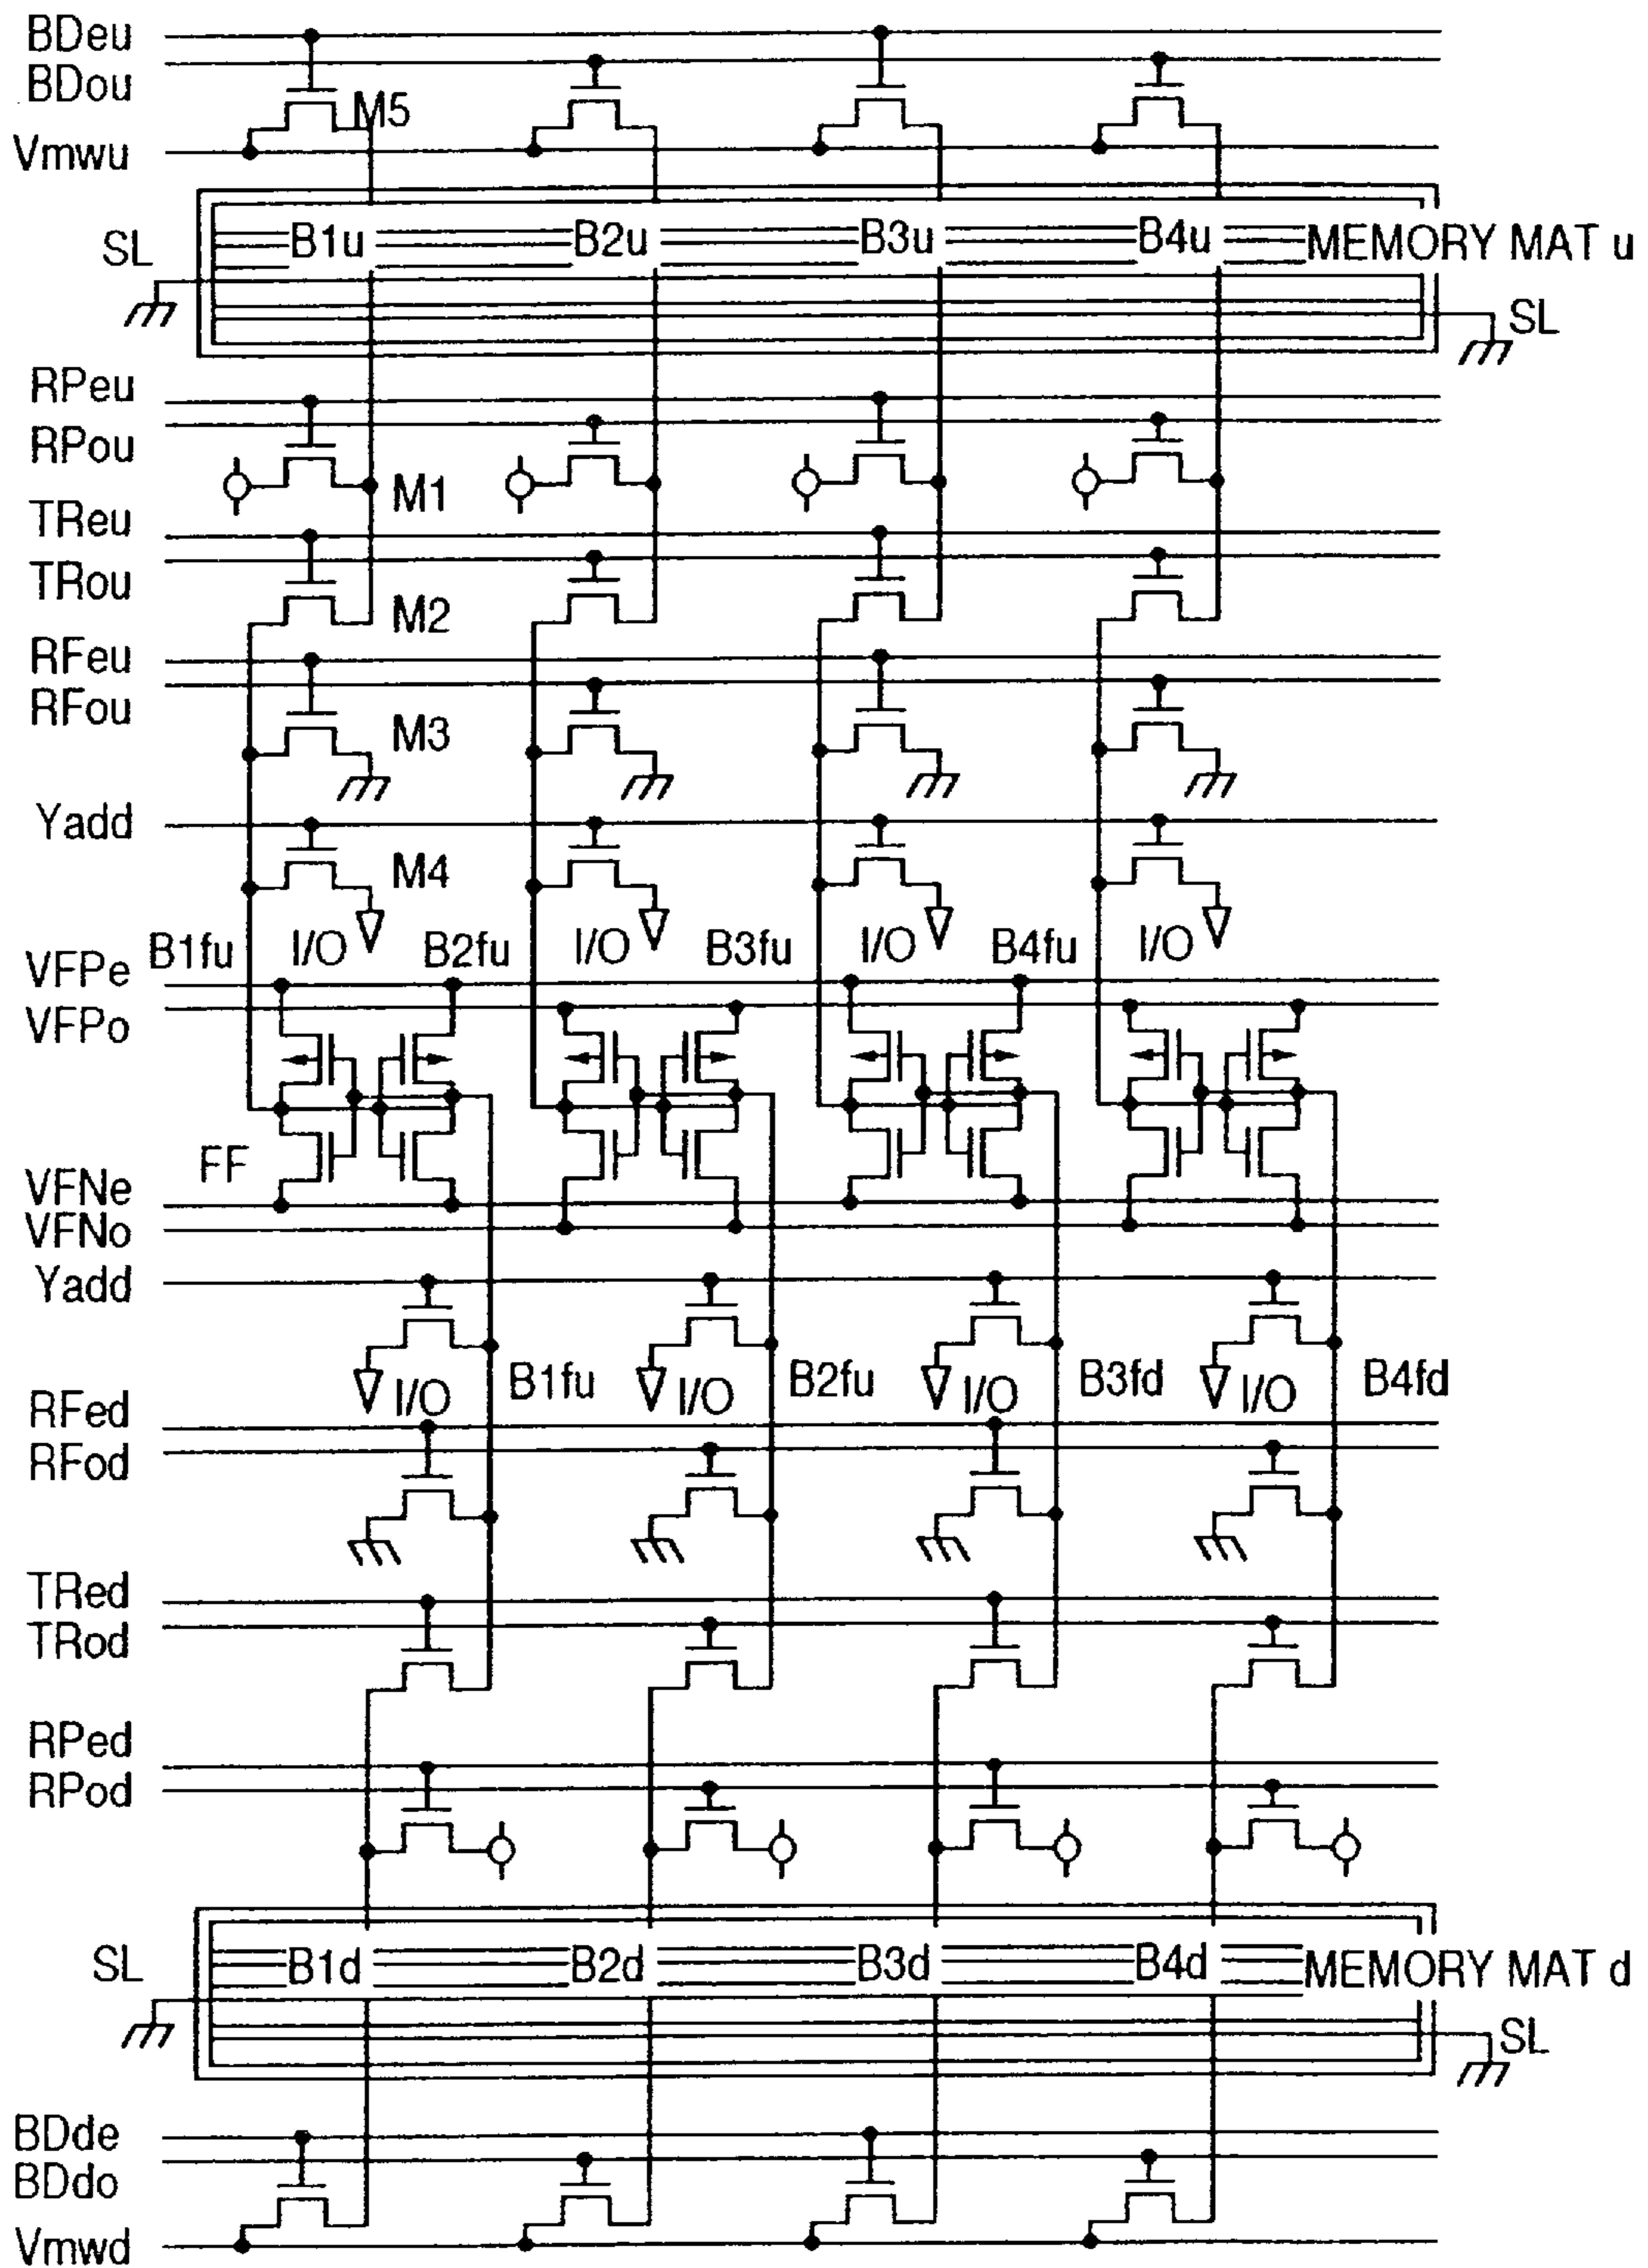 BDeu
BDou
M5
Vmwu
SL B1u B2u B3u B4u MEMORY MAT u
SL
RPeu
RPou
M1
TReu
TRou
M2
RFeu
RFou
M3
Yadd
M4
B1fu I/O B2fu I/O B3fu I/O B4fu I/O
VFPe
VFPo
FF
VFNe
VFNo
Yadd
I/O B1fu I/O B2fu I/O B3fd I/O B4fd
RFed
RFod
TRed
TRod
RPed
RPod
SL B1d B2d B3d B4d MEMORY MAT d
SL
BDde
BDdo
Vmwd